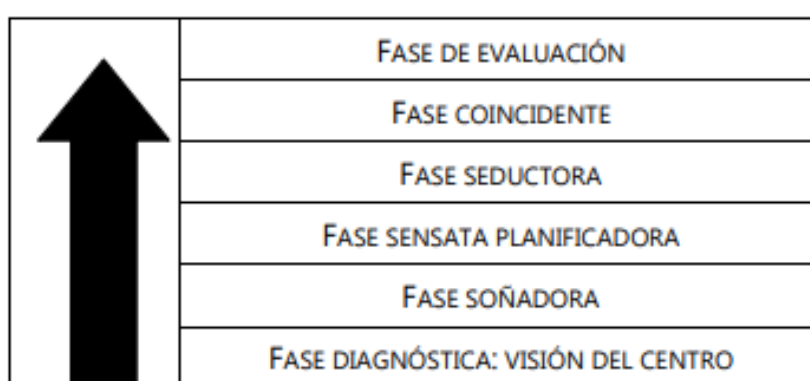 FASE DE EVALUACIÓN
FASE COINCIDENTE
FASE SEDUCTORA
FASE SENSATA PLANIFICADORA
FASE SOÑADORA
FASE DIAGNÓSTICA: VISIÓN DEL CENTRO